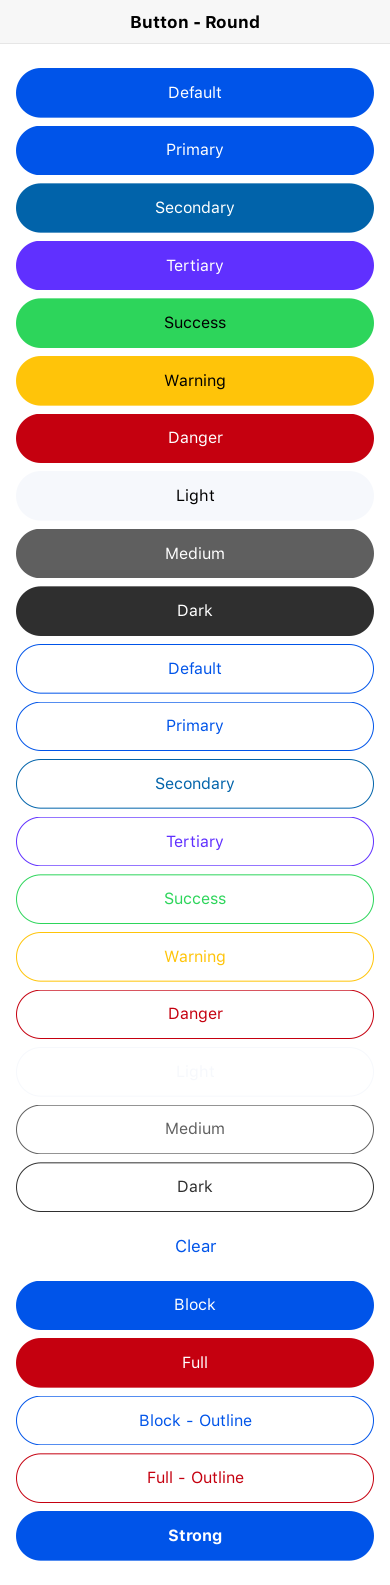 Button - Round
Default
Primary
Secondary
Tertiary
Success
Warning
Danger
Light
Medium
Dark
Default
Primary
Secondary
Tertiary
Success
Warning
Danger
Light
Medium
Dark
Clear
Block
Full
Block - Outline
Full - Outline
Strong